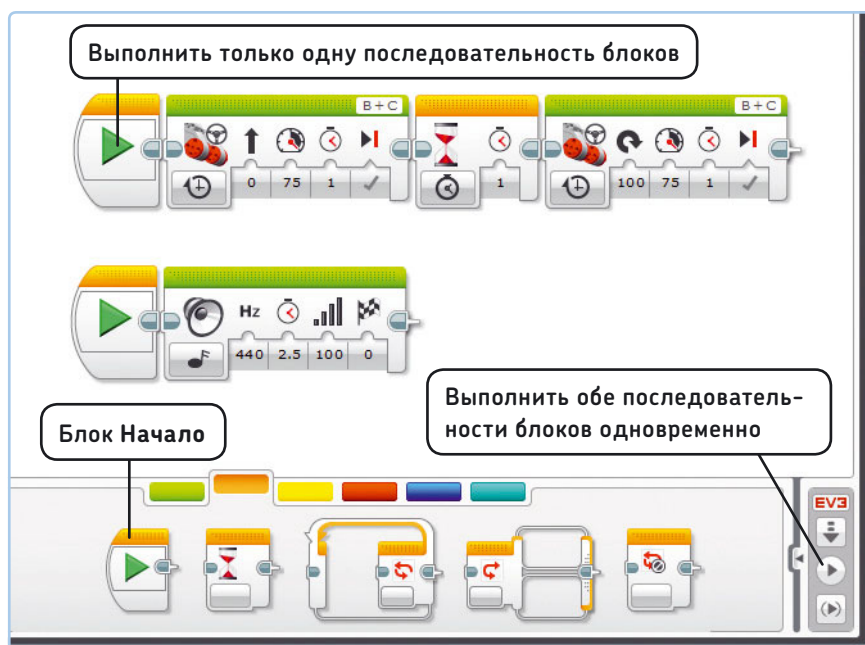 Выполнить только одну последовательность блоков
B+C
B+C
0 75 1
1
100 75 1
Hz
440 2.5 100 0
Выполнить обе последователь-
ности блоков одновременно
Блок Начало
EV3